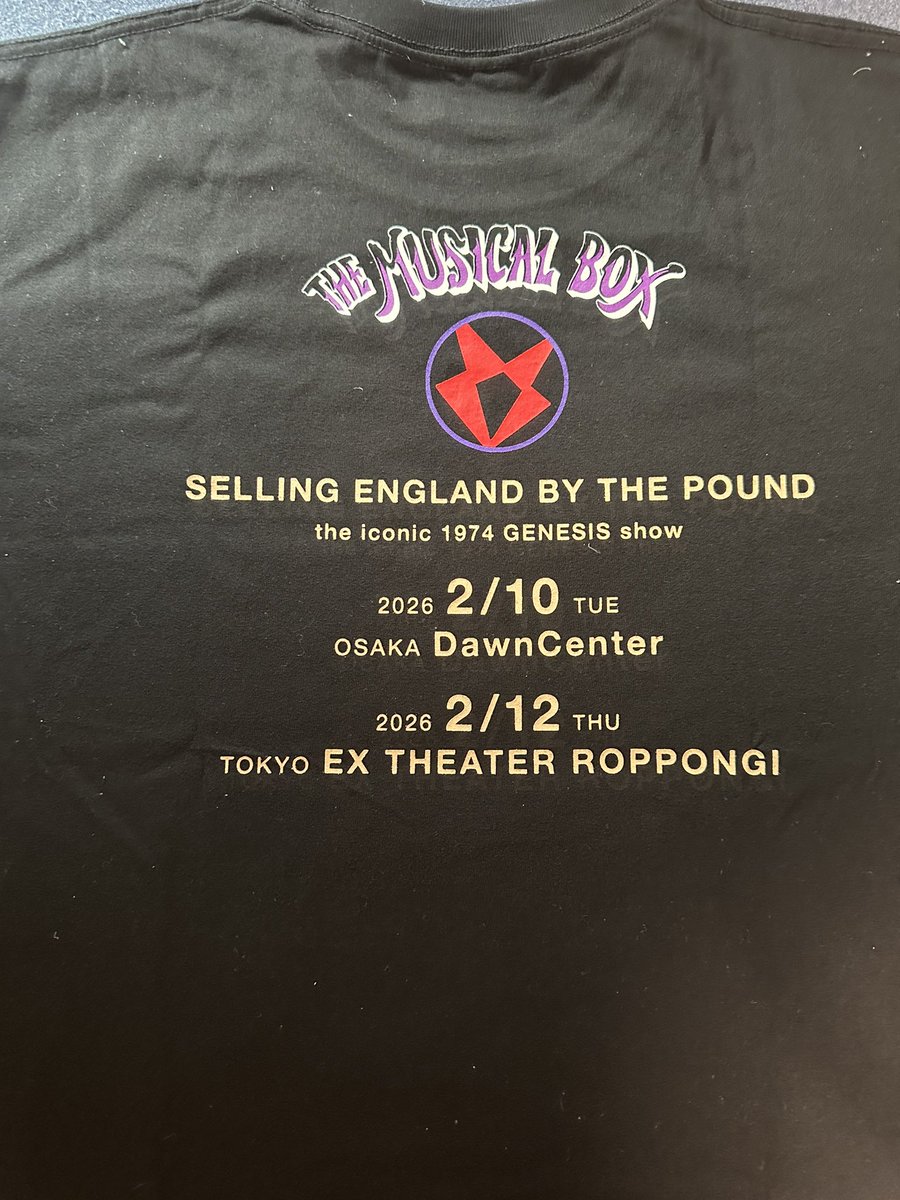 THE MUSICAL BOX
SELLING ENGLAND BY THE POUND
the iconic 1974 GENESIS show
2026 2/10 TUE
OSAKA DawnCenter
2026 2/12 THU
TOKYO EX THEATER ROPPONGI